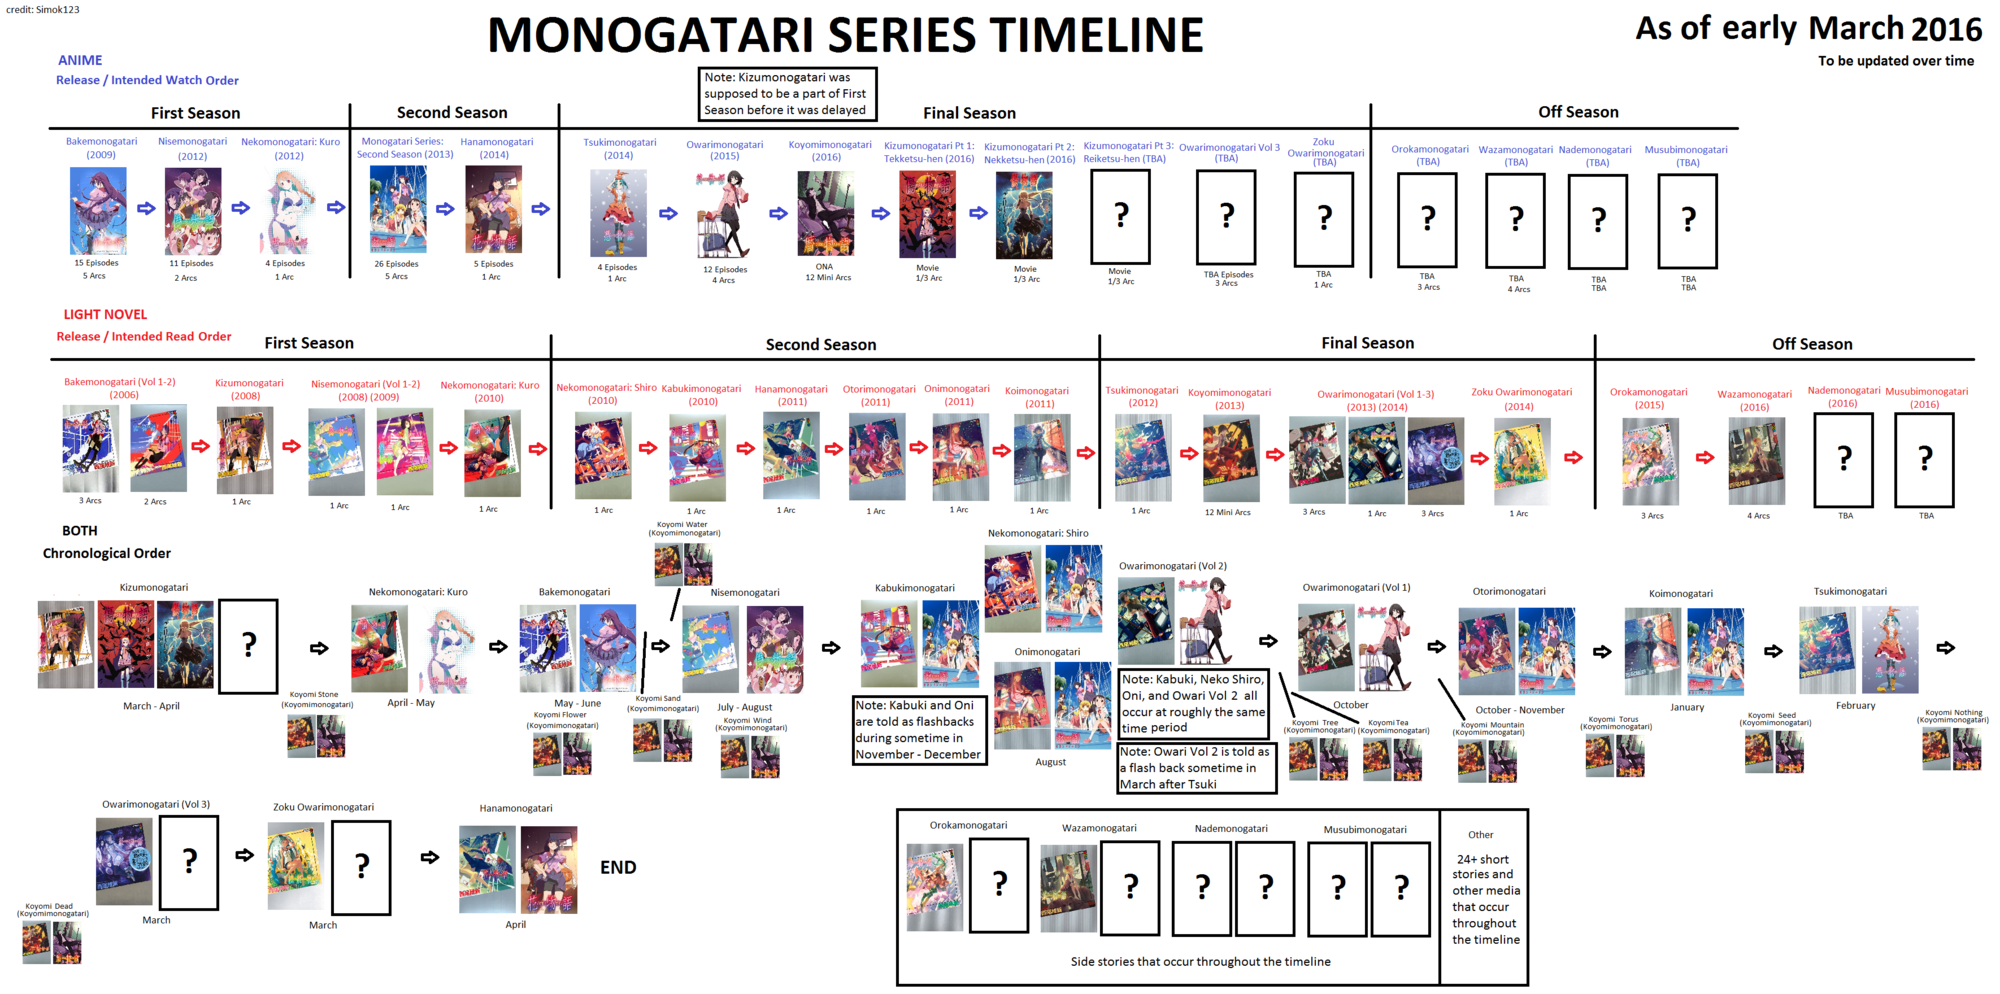 credit: Simok123
MONOGATARI SERIES TIMELINE
As of early March 2016
To be updated over time
ANIME
Release / Intended Watch Order
Note: Kizumonogatari was
supposed to be a part of First
Season before it was delayed
First Season
Second Season
Final Season
Off Season
Bakemonogatari
(2009)
15 Episodes
5 Arcs
Nisemonogatari
(2012)
11 Episodes
2 Arcs
Nekomonogatari: Kuro
(2012)
4 Episodes
1 Arc
Monogatari Series:
Second Season (2013)
26 Episodes
5 Arcs
Hanamonogatari
(2014)
5 Episodes
1 Arc
Tsukimonogatari
(2014)
4 Episodes
1 Arc
Owarimonogatari
(2015)
12 Episodes
4 Arcs
Koyomimonogatari
(2016)
ONA
12 Mini Arcs
Kizumonogatari Pt 1:
Tekketsu-hen (2016)
Movie
1/3 Arc
Kizumonogatari Pt 2:
Nekketsu-hen (2016)
Movie
1/3 Arc
Kizumonogatari Pt 3:
Reiketsu-hen (TBA)
?
Movie
1/3 Arc
Owarimonogatari Vol 3
(TBA)
?
TBA Episodes
3 Arcs
Zoku
Owarimonogatari
(TBA)
?
TBA
1 Arc
Orokamonogatari
(TBA)
?
TBA
3 Arcs
Wazamonogatari
(TBA)
?
TBA
4 Arcs
Nademonogatari
(TBA)
?
TBA
TBA
Musubimonogatari
(TBA)
?
TBA
TBA
LIGHT NOVEL
Release / Intended Read Order
First Season
Second Season
Final Season
Off Season
Bakemonogatari (Vol 1-2)
(2006)
3 Arcs
2 Arcs
Kizumonogatari
(2008)
1 Arc
Nisemonogatari (Vol 1-2)
(2008) (2009)
1 Arc
1 Arc
Nekomonogatari: Kuro
(2010)
1 Arc
Nekomonogatari: Shiro
(2010)
1 Arc
Kabukimonogatari
(2010)
1 Arc
Hanamonogatari
(2011)
1 Arc
Otorimonogatari
(2011)
1 Arc
Onimonogatari
(2011)
1 Arc
Koimonogatari
(2011)
1 Arc
Tsukimonogatari
(2012)
1 Arc
Koyomimonogatari
(2013)
12 Mini Arcs
Owarimonogatari (Vol 1-3)
(2013) (2014)
3 Arcs
1 Arc
3 Arcs
Zoku Owarimonogatari
(2014)
1 Arc
Orokamonogatari
(2015)
3 Arcs
Wazamonogatari
(2016)
4 Arcs
Nademonogatari
(2016)
?
TBA
Musubimonogatari
(2016)
?
TBA
BOTH
Chronological Order
Kizumonogatari
?
March - April
Koyomi Stone
(Koyomimonogatari)
Nekomonogatari: Kuro
April - May
Bakemonogatari
May - June
Koyomi Flower
(Koyomimonogatari)
Koyomi Water
(Koyomimonogatari)
Koyomi Sand
(Koyomimonogatari)
Nisemonogatari
July - August
Koyomi Wind
(Koyomimonogatari)
Kabukimonogatari
Note: Kabuki and Oni
are told as flashbacks
during sometime in
November - December
Nekomonogatari: Shiro
Onimonogatari
August
Owarimonogatari (Vol 2)
Note: Kabuki, Neko Shiro,
Oni, and Owari Vol 2 all
occur at roughly the same
time period
Note: Owari Vol 2 is told as
a flash back sometime in
March after Tsuki
Owarimonogatari (Vol 1)
October
Koyomi Tree
(Koyomimonogatari)
Koyomi Tea
(Koyomimonogatari)
Otorimonogatari
October - November
Koyomi Mountain
(Koyomimonogatari)
Koimonogatari
January
Koyomi Torus
(Koyomimonogatari)
Tsukimonogatari
February
Koyomi Seed
(Koyomimonogatari)
Koyomi Nothing
(Koyomimonogatari)
Koyomi Dead
(Koyomimonogatari)
Owarimonogatari (Vol 3)
?
March
Zoku Owarimonogatari
?
March
Hanamonogatari
April
END
Orokamonogatari
?
Wazamonogatari
?
Nademonogatari
?
?
Musubimonogatari
?
?
Side stories that occur throughout the timeline
Other
24+ short
stories and
other media
that occur
throughout
the timeline